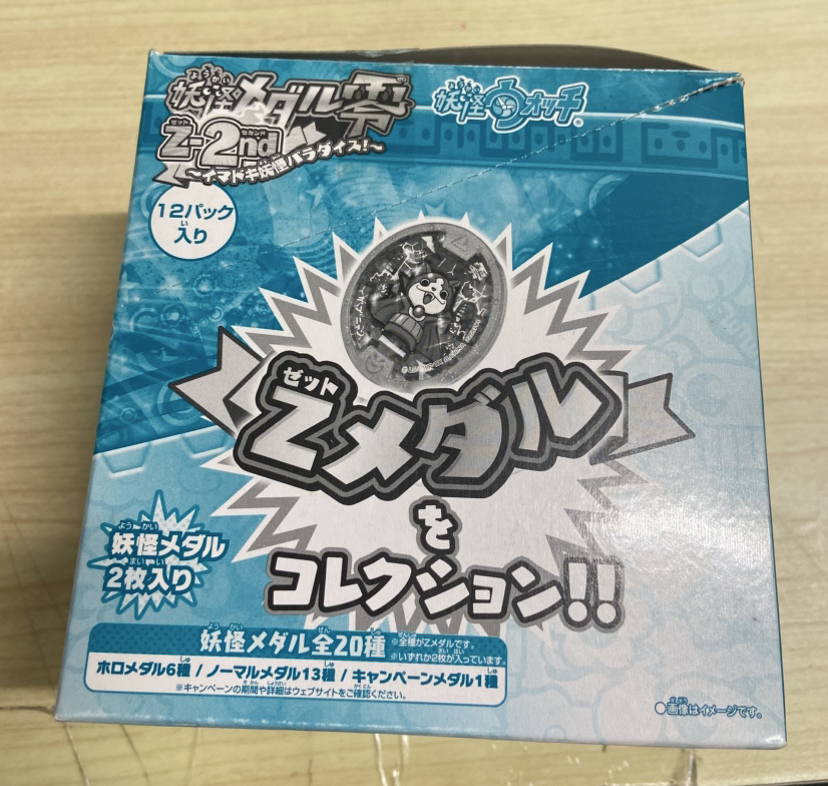 妖怪メダル零
Z-2nd
～イマドキ妖怪パラダイス！～
妖怪ウォッチ®
12パック
入り
Zメダル
を
コレクション!!
妖怪メダル
2枚入り
妖怪メダル全20種
※全種がZメダルです。
※いずれか2枚が入っています。
ホロメダル6種 / ノーマルメダル13種 / キャンペーンメダル1種
※キャンペーンの期間や詳細はウェブサイトをご確認ください。
●画像はイメージです。